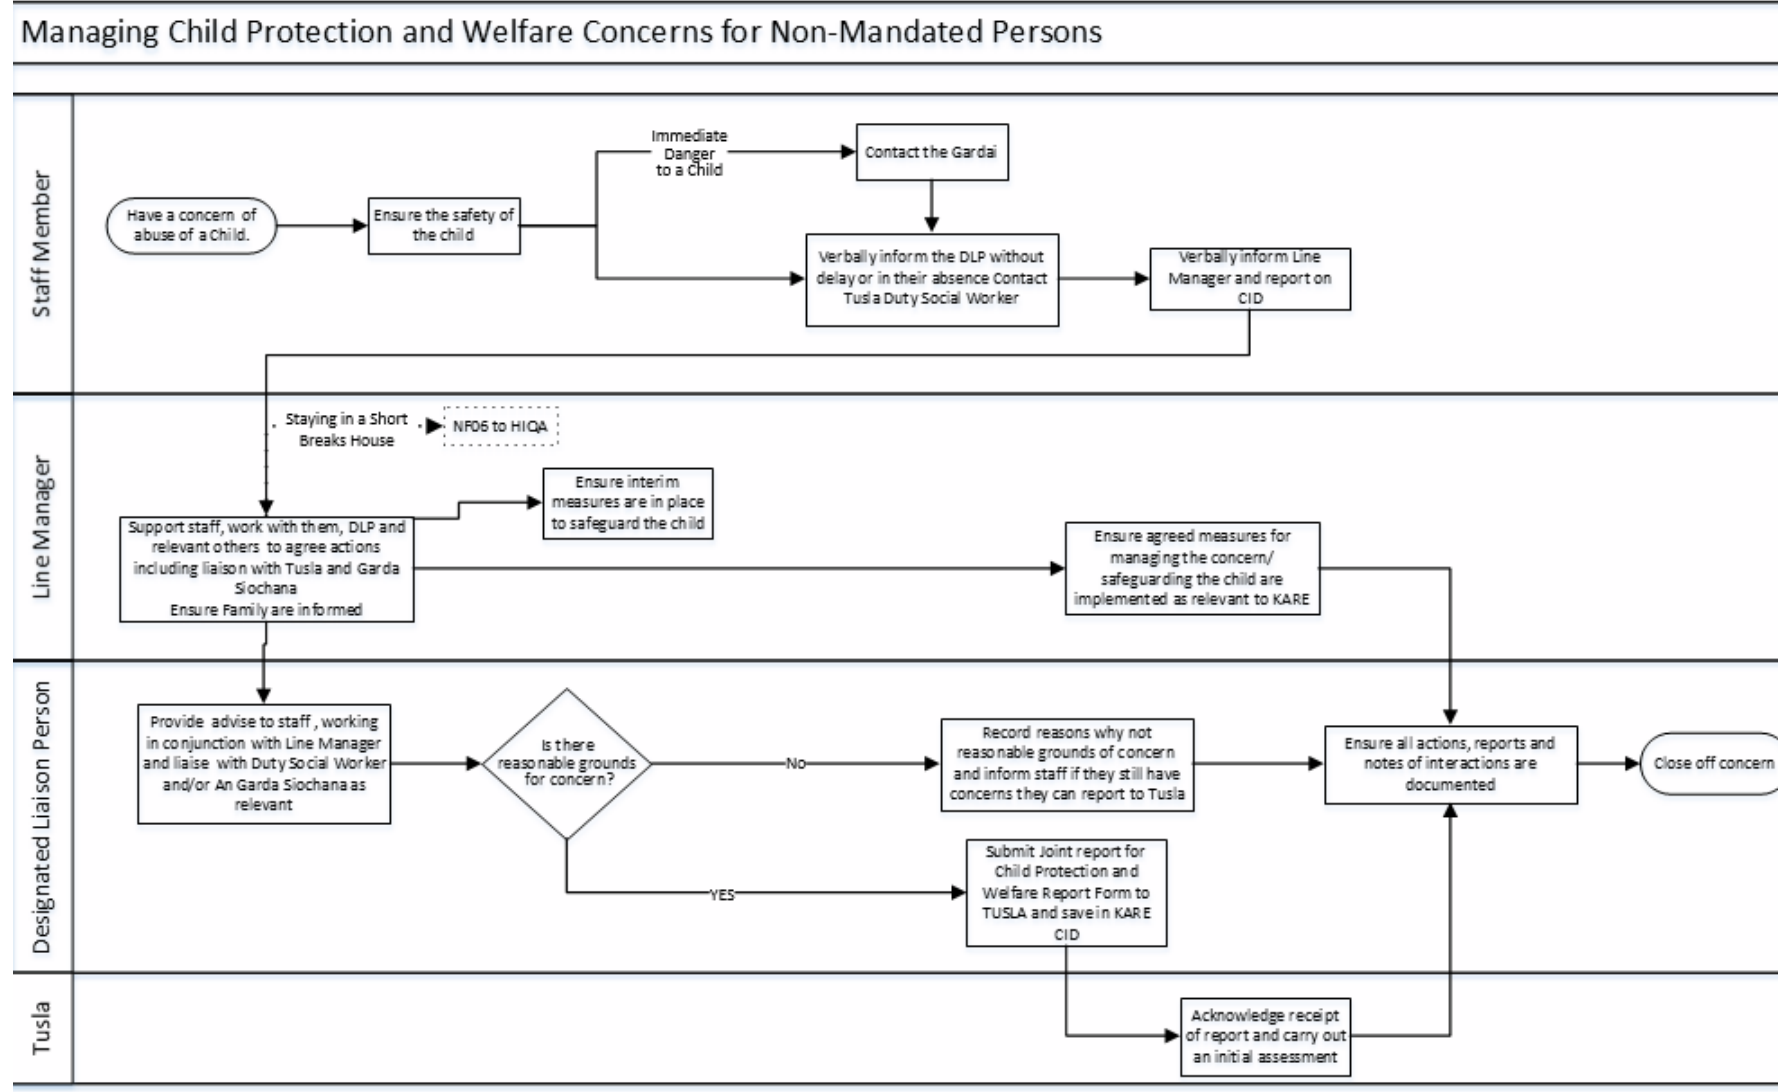 Managing Child Protection and Welfare Concerns for Non-Mandated Persons
Staff Member
Have a concern of
abuse of a Child.
Ensure the safety of
the child
Immediate
Danger
to a Child
Contact the Gardai
Verbally inform the DLP without
delay or in their absence Contact
Tusla Duty Social Worker
Verbally inform Line
Manager and report on
CID
Line Manager
Staying in a Short
Breaks House
NF06 to HIQA
Ensure interim
measures are in place
to safeguard the child
Support staff, work with them, DLP and
relevant others to agree actions
including liaison with Tusla and Garda
Siochana
Ensure Family are informed
Ensure agreed measures for
managing the concern/
safeguarding the child are
implemented as relevant to KARE
Designated Liaison Person
Provide advise to staff , working
in conjunction with Line Manager
and liaise with Duty Social Worker
and/or An Garda Siochana as
relevant
Is there
reasonable grounds
for concern?
No
Record reasons why not
reasonable grounds of concern
and inform staff if they still have
concerns they can report to Tusla
Ensure all actions, reports and
notes of interactions are
documented
Close off concern
YES
Submit Joint report for
Child Protection and
Welfare Report Form to
TUSLA and save in KARE
CID
Tusla
Acknowledge receipt
of report and carry out
an initial assessment